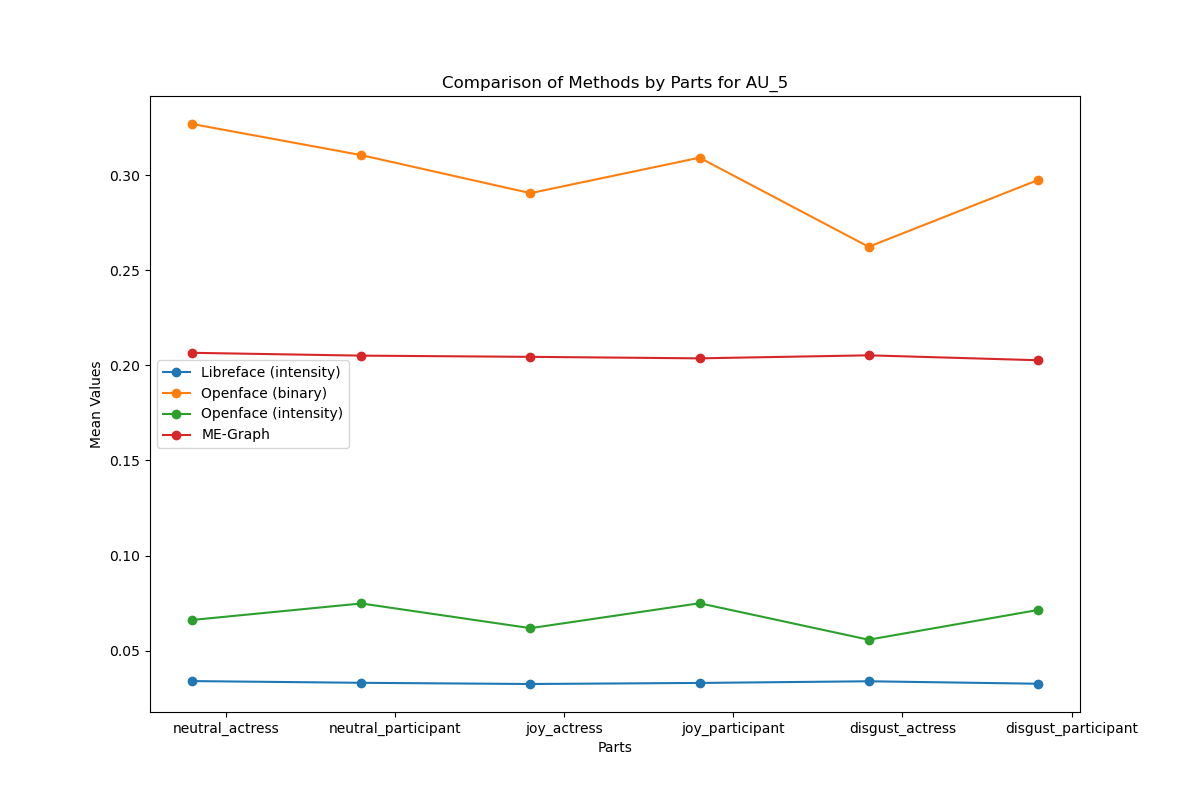 Comparison of Methods by Parts for AU_5
Mean Values
0.30
0.25
0.20
0.15
0.10
0.05
Libreface (intensity)
Openface (binary)
Openface (intensity)
ME-Graph
neutral_actress neutral_participant joy_actress joy_participant disgust_actress disgust_participant
Parts